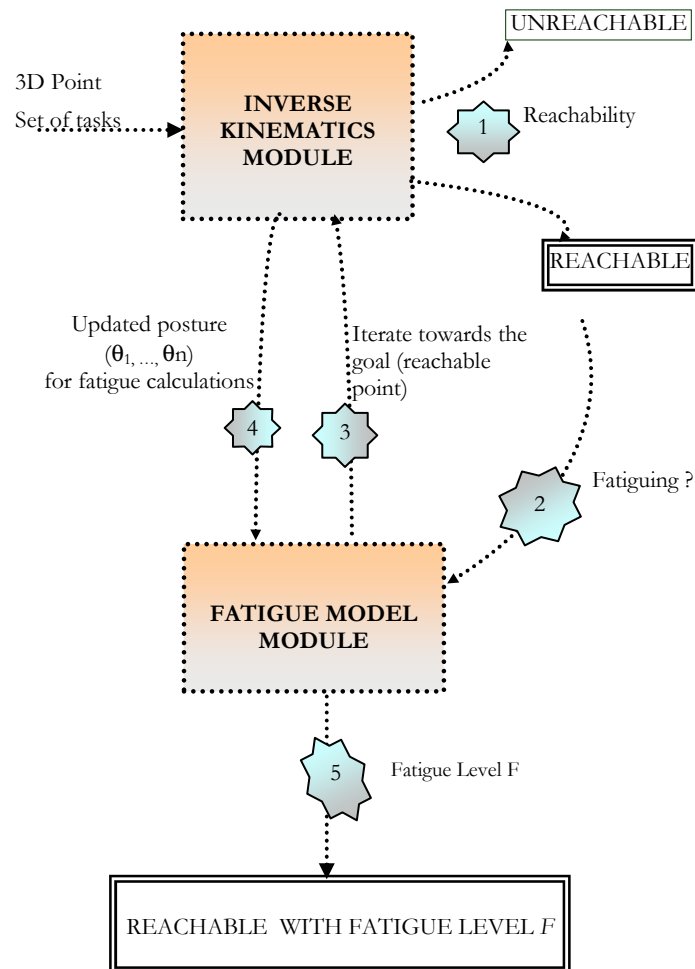 UNREACHABLE
3D Point
Set of tasks
INVERSE
KINEMATICS
MODULE
1
Reachability
REACHABLE
Updated posture
(θ1, ..., θn)
for fatigue calculations
Iterate towards the
goal (reachable
point)
4
3
2
Fatiguing ?
FATIGUE MODEL
MODULE
5
Fatigue Level F
REACHABLE WITH FATIGUE LEVEL F